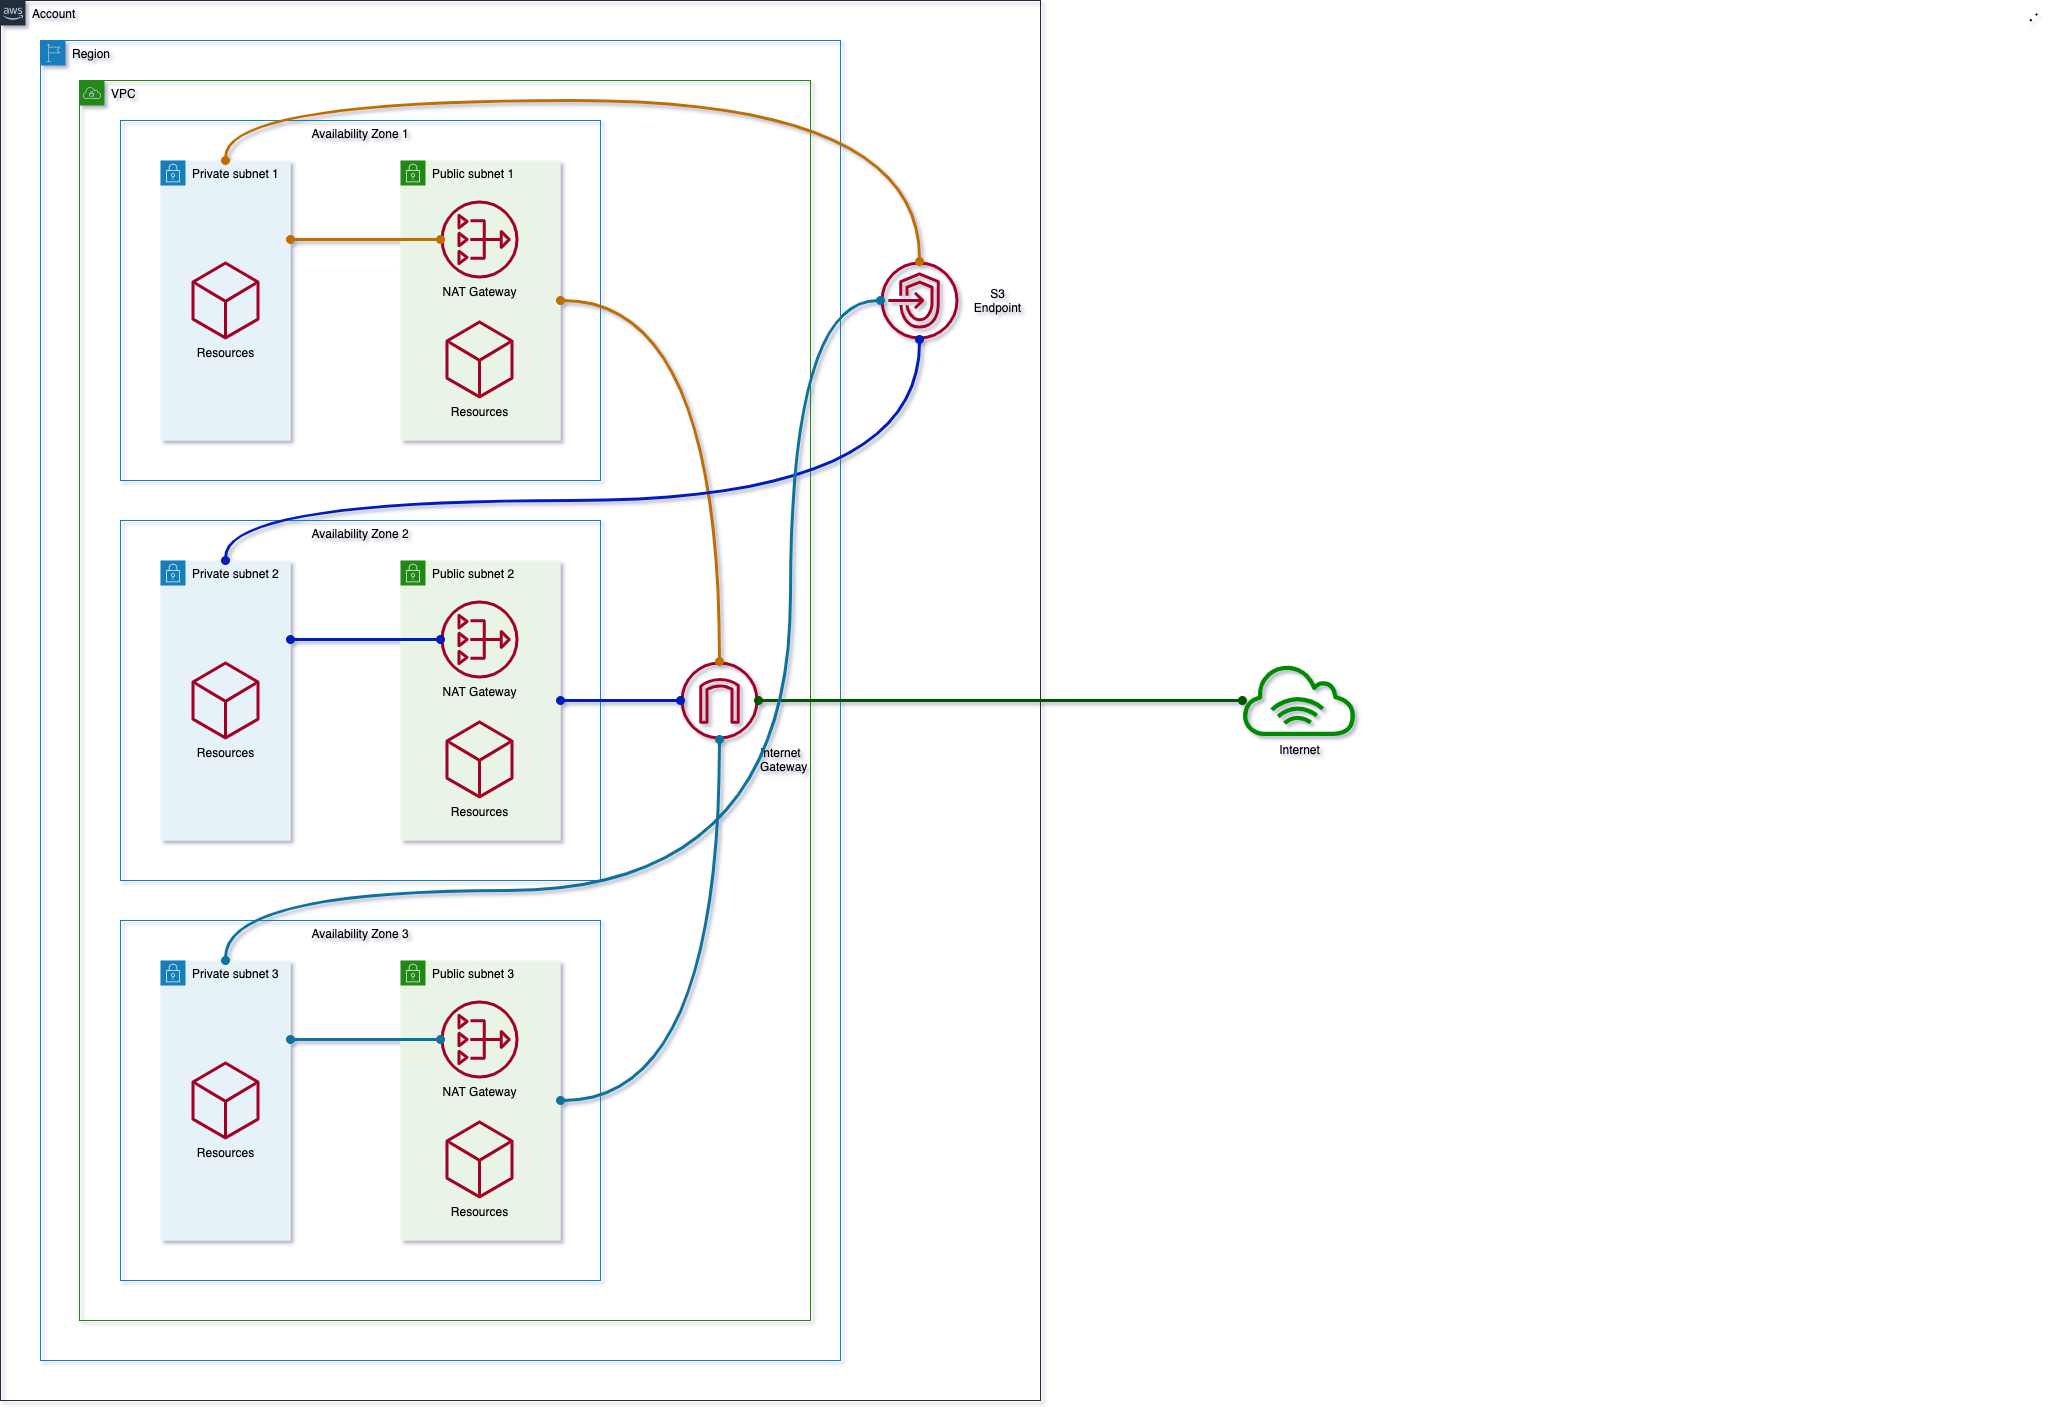 aws
Account
Region
VPC
Availability Zone 1
Private subnet 1
Public subnet 1
NAT Gateway
Resources
Resources
S3
Endpoint
Availability Zone 2
Private subnet 2
Public subnet 2
NAT Gateway
Resources
Resources
Internet
Gateway
Internet
Availability Zone 3
Private subnet 3
Public subnet 3
NAT Gateway
Resources
Resources